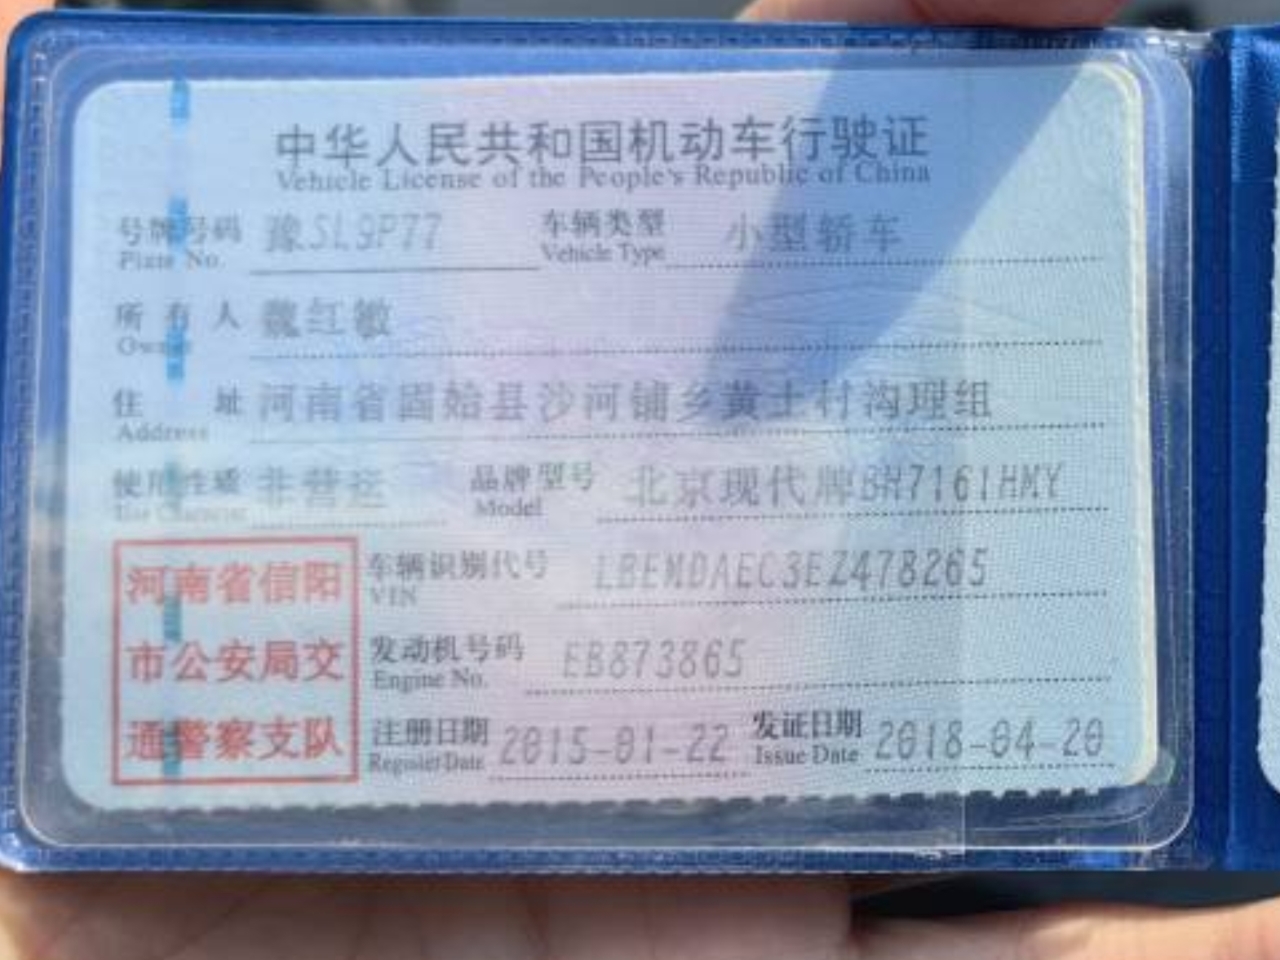 中华人民共和国机动车行驶证
Vehicle License of the People's Republic of China
号牌号码 豫SL9P77 车辆类型 小型轿车
Plate No. Vehicle Type
所有人 魏红敏
Owner
住址 河南省固始县沙河铺乡黄土村沟理组
Address
使用性质 非营运 品牌型号 北京现代牌BH7161HMY
Use Character Model
河南省信阳
市公安局交
通警察支队
车辆识别代号 LBEMDAEC3EZ478265
VIN
发动机号码 EB873865
Engine No.
注册日期 2015-01-22 发证日期 2018-04-20
Register Date Issue Date